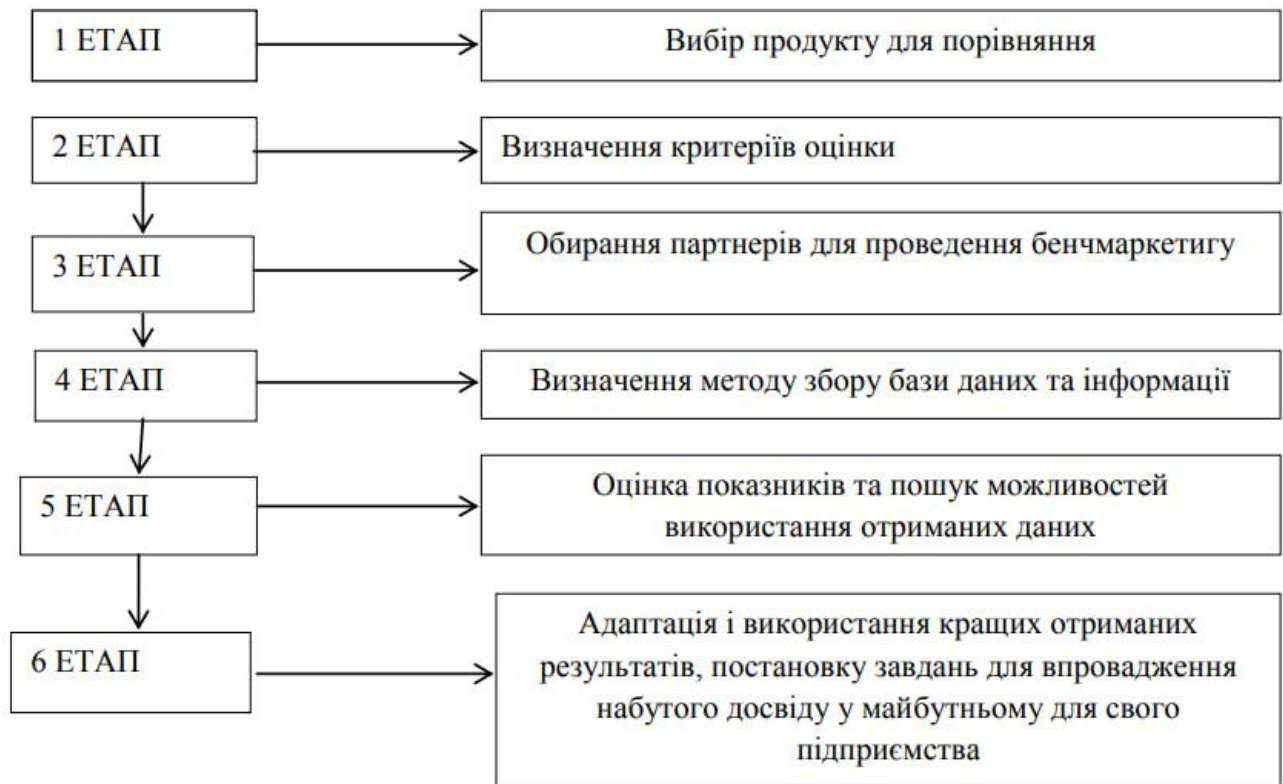 1 ЕТАП
Вибір продукту для порівняння
2 ЕТАП
Визначення критеріїв оцінки
3 ЕТАП
Обирання партнерів для проведення бенчмаркетигу
4 ЕТАП
Визначення методу збору бази даних та інформації
5 ЕТАП
Оцінка показників та пошук можливостей
використання отриманих даних
6 ЕТАП
Адаптація і використання кращих отриманих
результатів, постановку завдань для впровадження
набутого досвіду у майбутньому для свого
підприємства